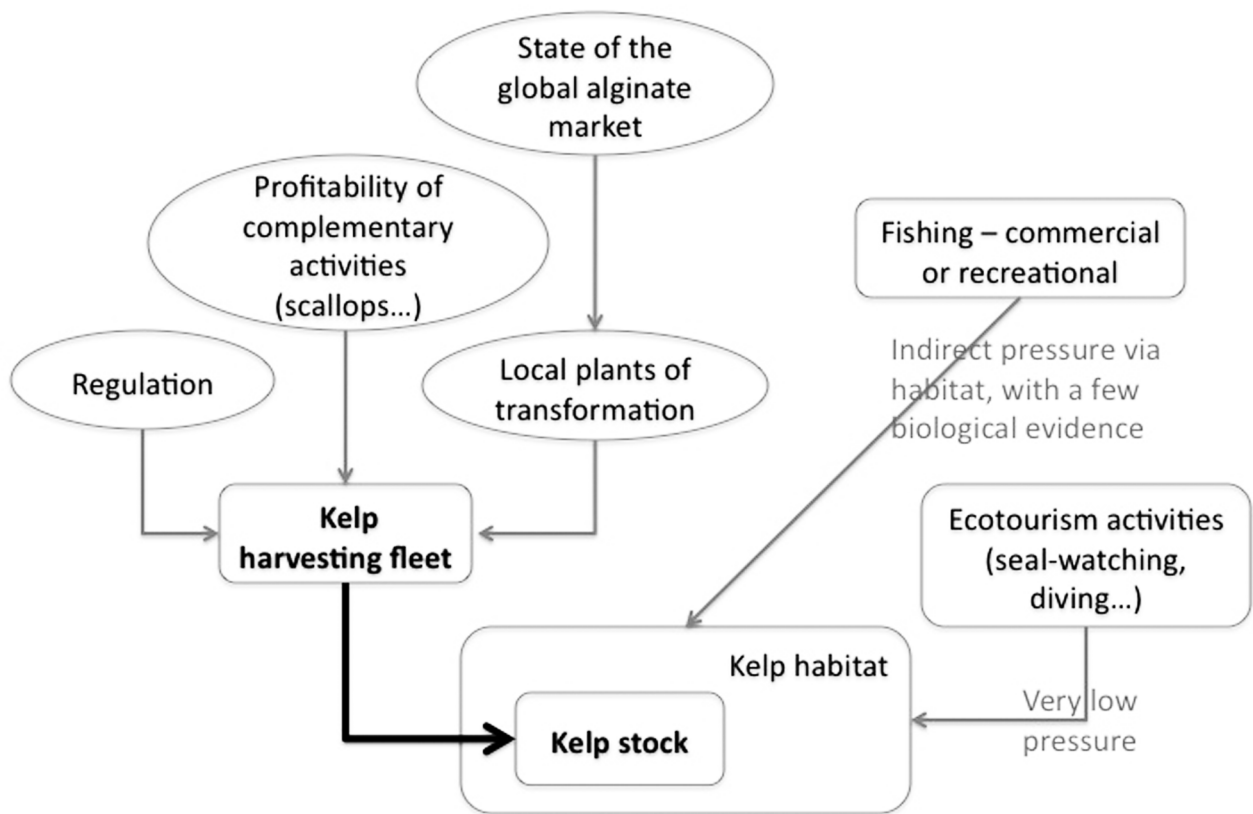 State of the
global alginate
market
Profitability of
complementary
activities
(scallops...)
Fishing – commercial
or recreational
Regulation
Local plants of
transformation
Indirect pressure via
habitat, with a few
biological evidence
Kelp
harvesting fleet
Ecotourism activities
(seal-watching,
diving...)
Kelp habitat
Kelp stock
Very low
pressure